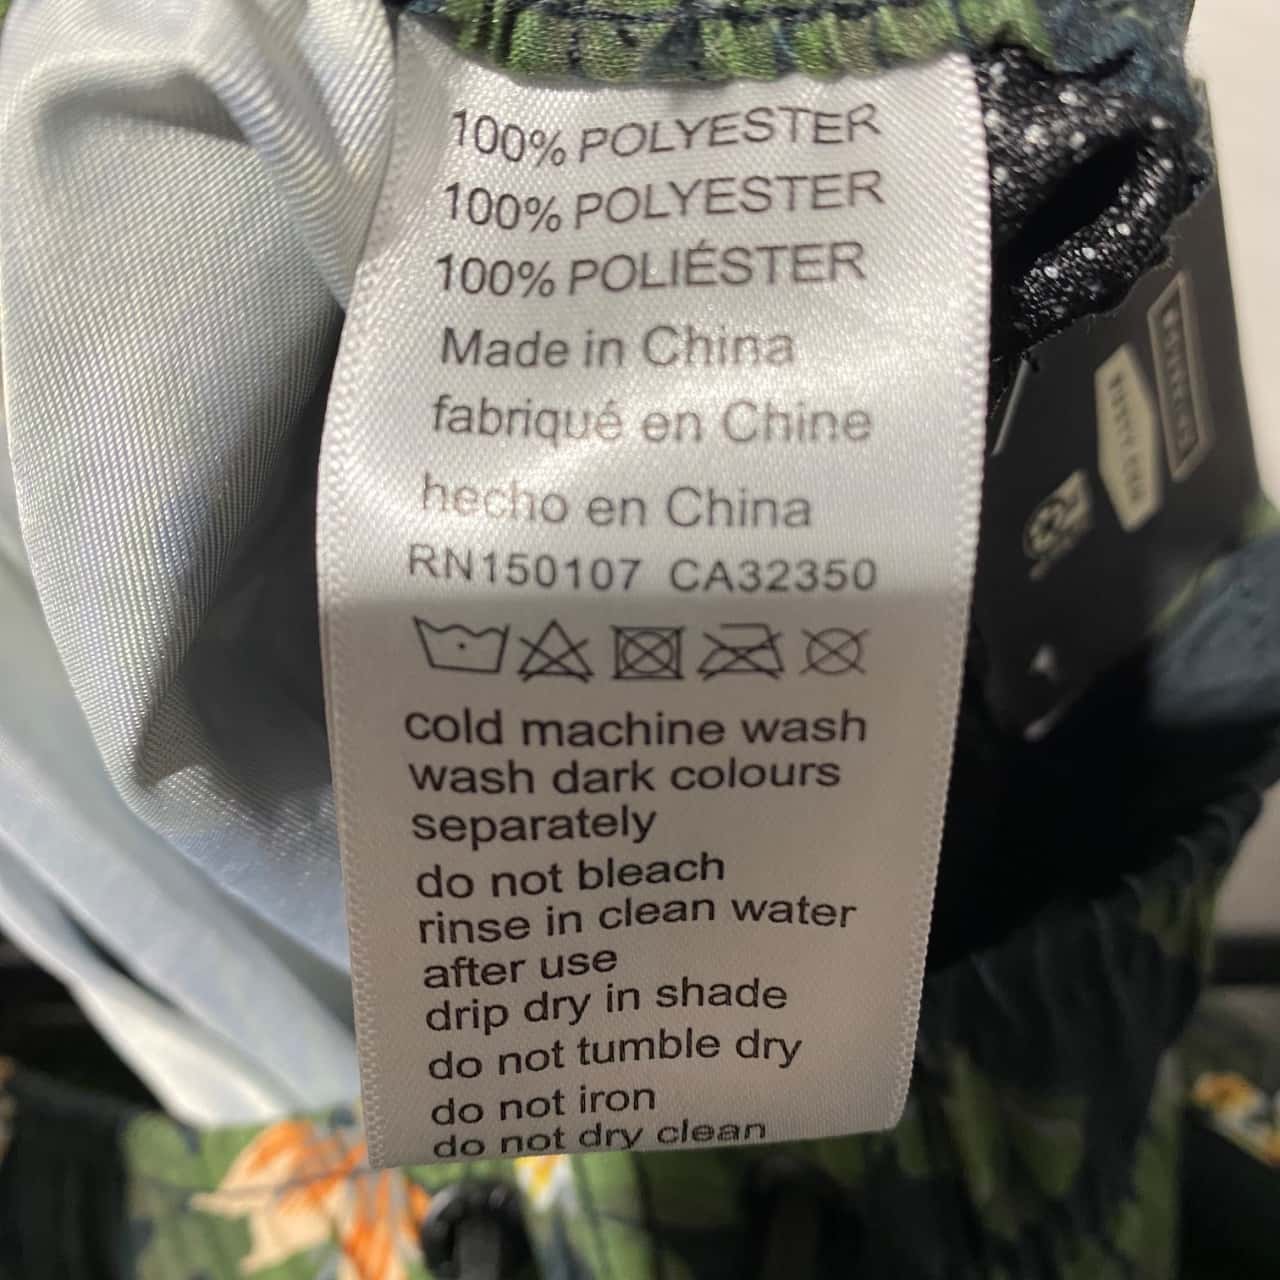 100% POLYESTER
100% POLYESTER
100% POLIÉSTER
Made in China
fabriqué en Chine
hecho en China
RN150107 CA32350
cold machine wash
wash dark colours
separately
do not bleach
rinse in clean water
after use
drip dry in shade
do not tumble dry
do not iron
do not dry clean